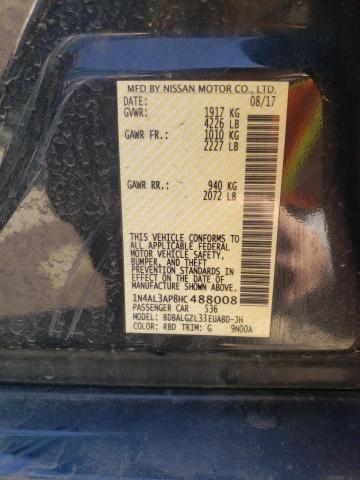 MFD BY NISSAN MOTOR CO., LTD.
DATE: 08/17
GVWR: 1917 KG
4226 LB
GAWR FR.: 1010 KG
2227 LB
GAWR RR.: 940 KG
2072 LB
THIS VEHICLE CONFORMS TO
ALL APPLICABLE FEDERAL
MOTOR VEHICLE SAFETY,
BUMPER, AND THEFT
PREVENTION STANDARDS
IN EFFECT ON THE DATE OF
MANUFACTURE SHOWN ABOVE.
1N4AL3AP8HC488008
PASSENGER CAR 536
MODEL: BDBALGZL33EUABD-JH
COLOR: RBD TRIM: G 9N00A